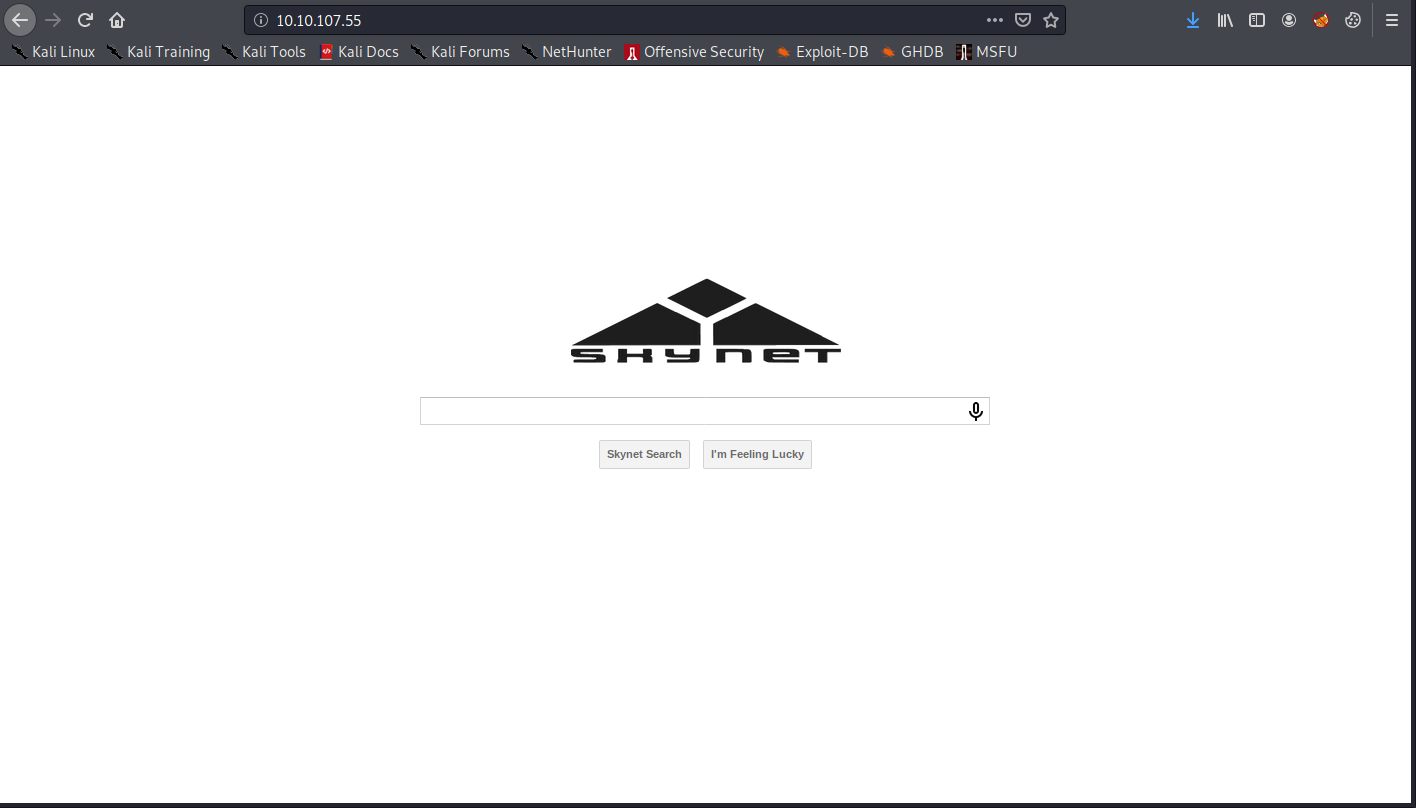 10.10.107.55
Kali Linux Kali Training Kali Tools Kali Docs Kali Forums NetHunter Offensive Security Exploit-DB GHDB MSFU
SKYNET
Skynet Search I'm Feeling Lucky